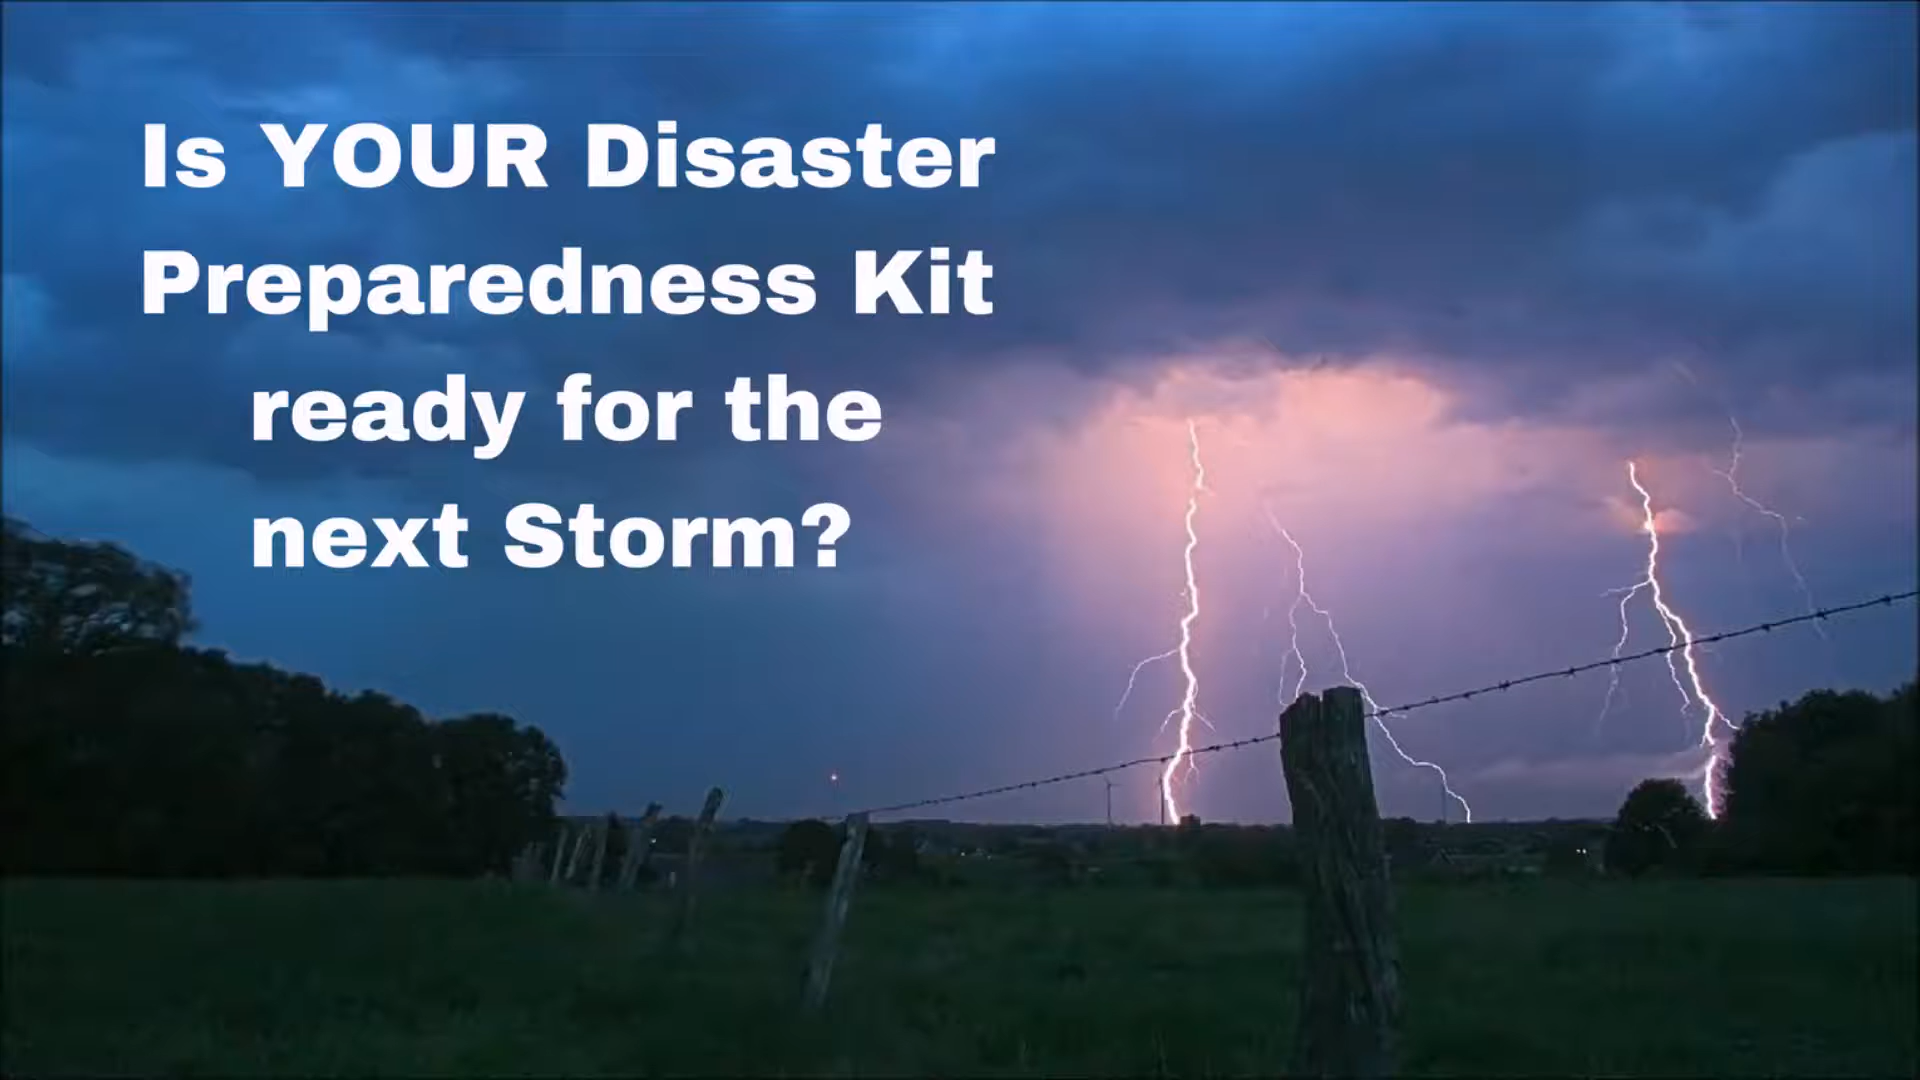 Is YOUR Disaster
Preparedness Kit
ready for the
next Storm?